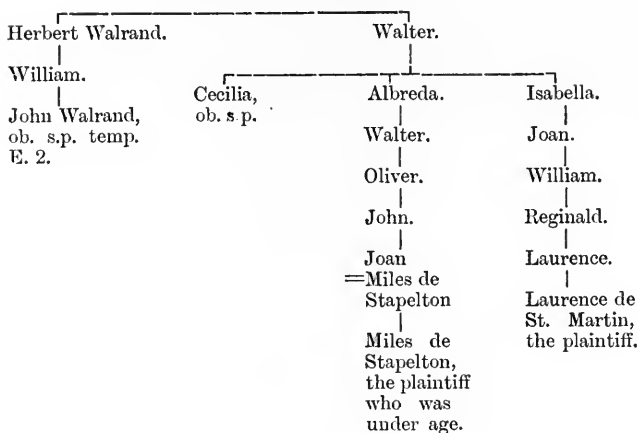 Herbert Walrand.
William.
John Walrand,
ob. s.p. temp.
E. 2.
Walter.
Cecilia,
ob. s.p.
Albreda.
Walter.
Oliver.
John.
Joan
=Miles de
Stapelton
Miles de
Stapelton,
the plaintiff
who was
under age.
Isabella.
Joan.
William.
Reginald.
Laurence.
Laurence de
St. Martin,
the plaintiff.